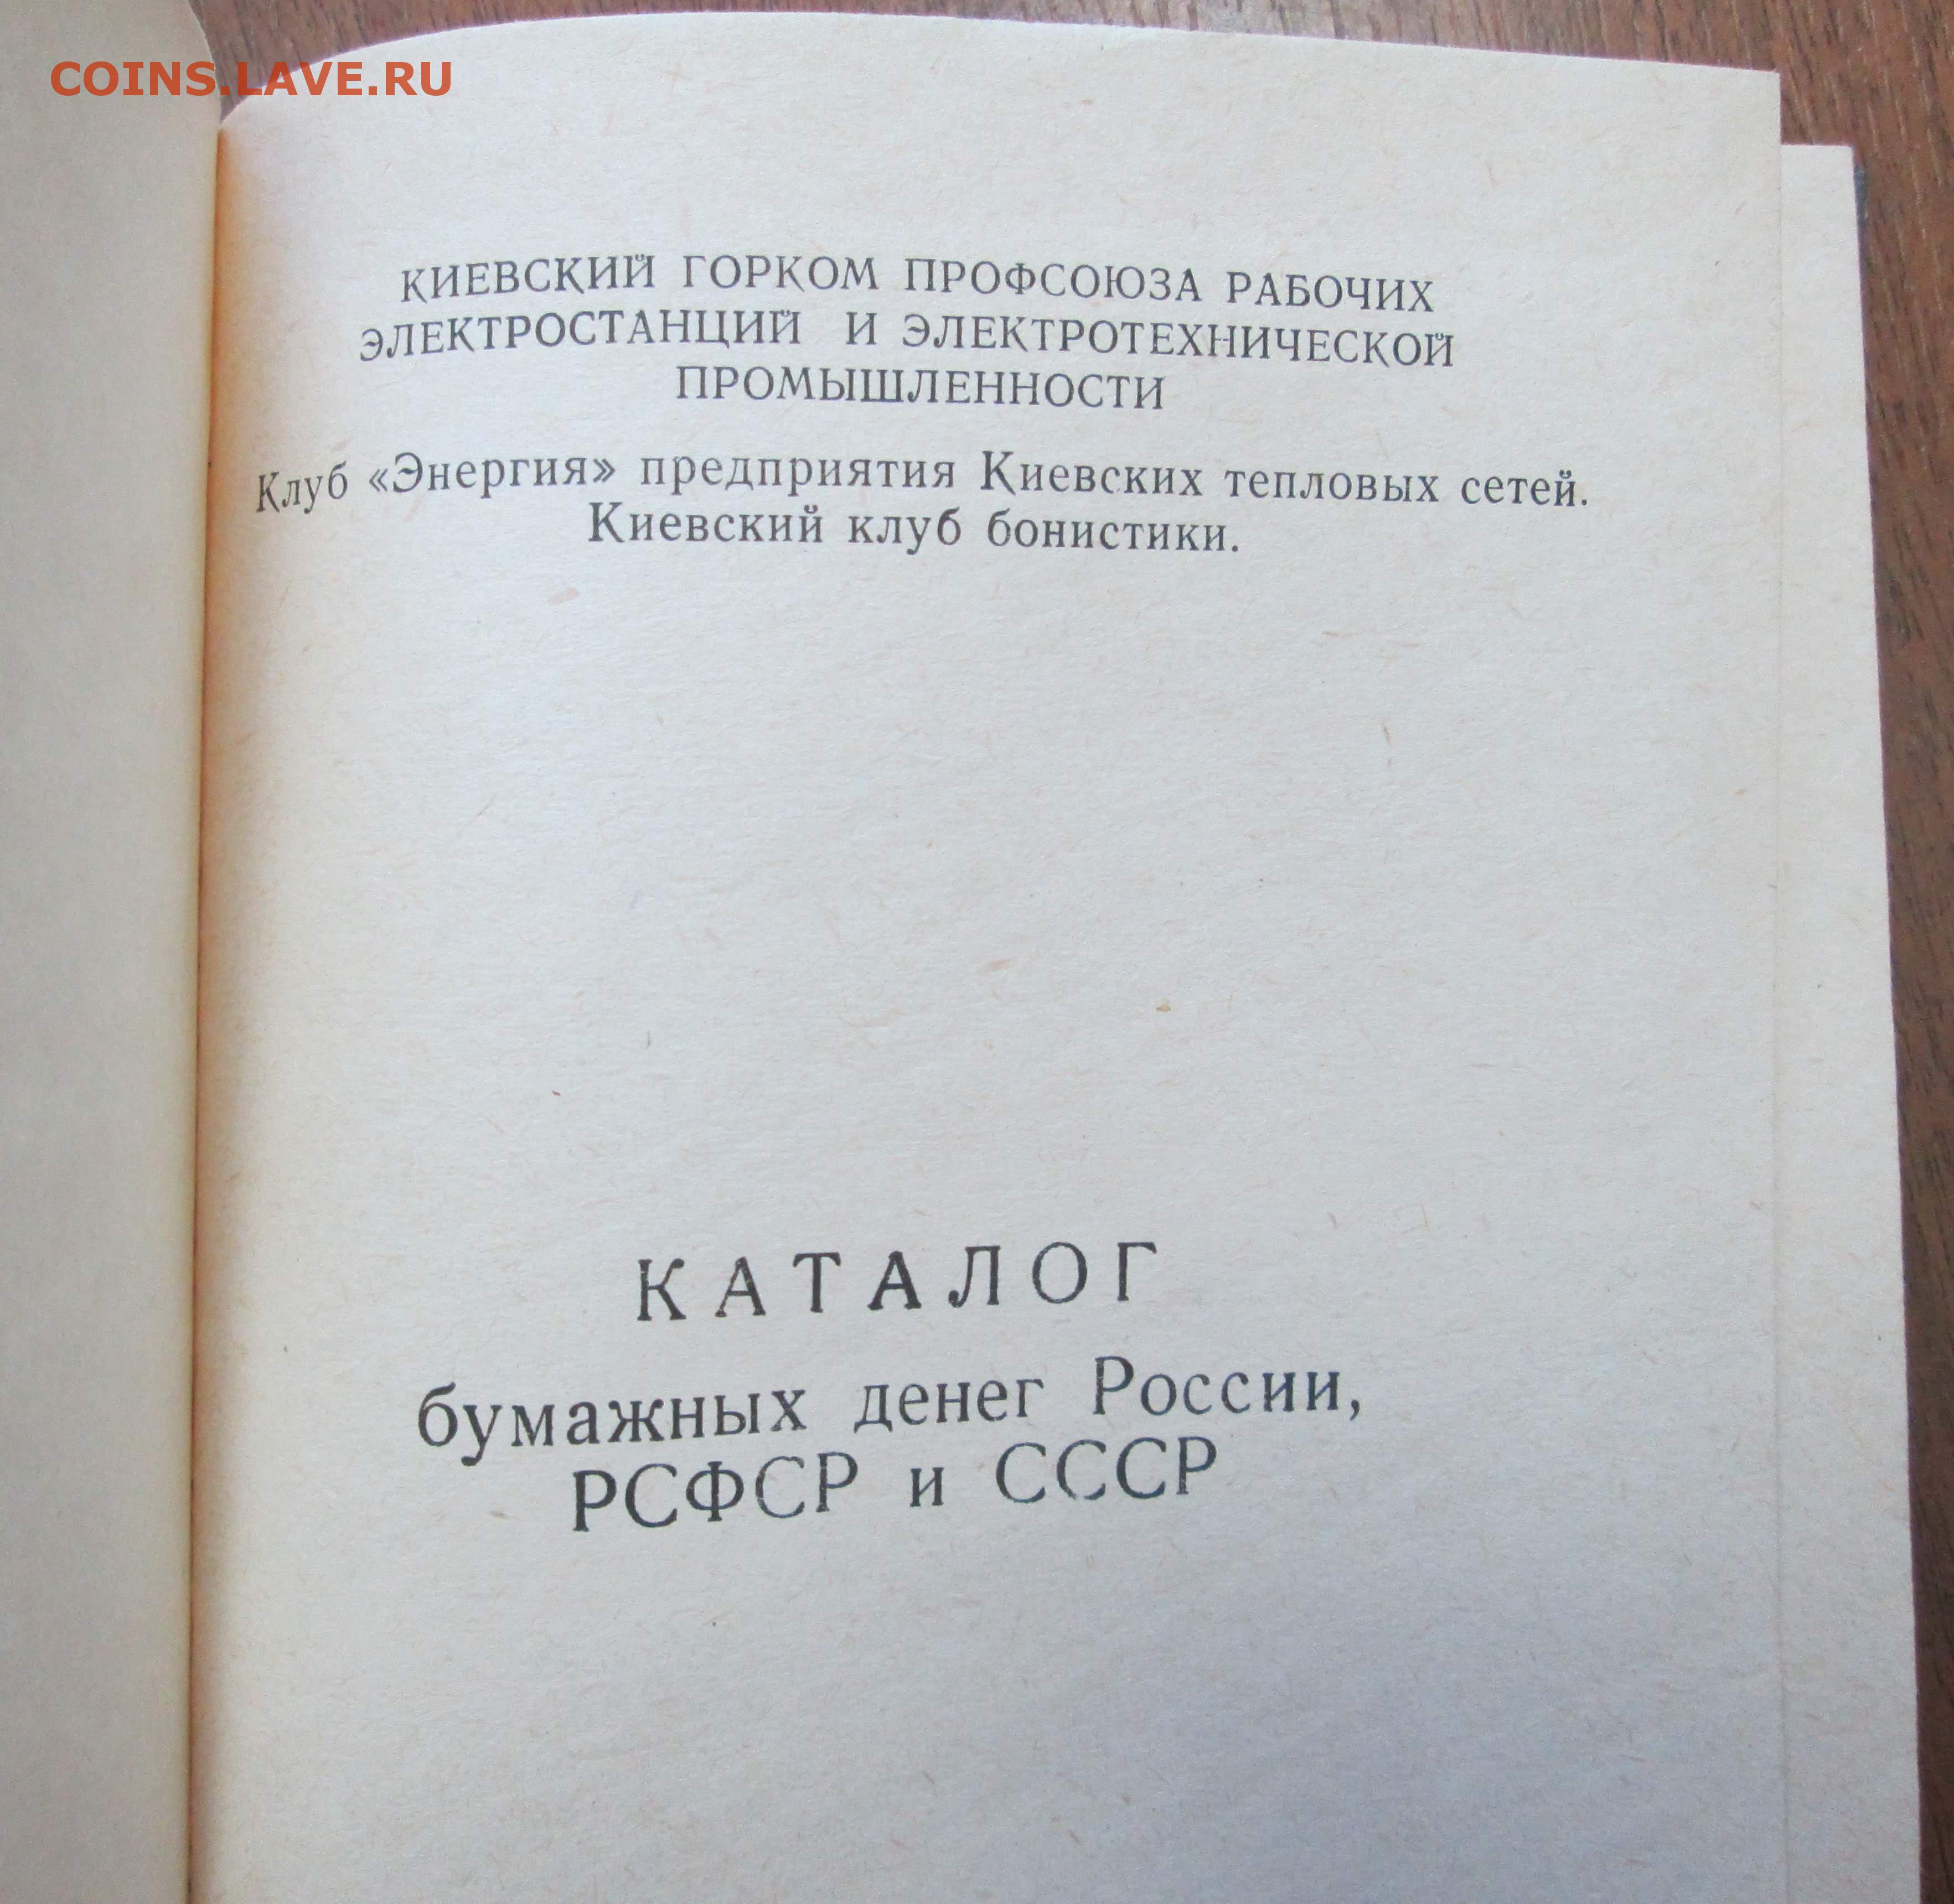 COINS.LAVE.RU
КИЕВСКИЙ ГОРКОМ ПРОФСОЮЗА РАБОЧИХ
ЭЛЕКТРОСТАНЦИЙ И ЭЛЕКТРОТЕХНИЧЕСКОЙ
ПРОМЫШЛЕННОСТИ
Клуб «Энергия» предприятия Киевских тепловых сетей.
Киевский клуб бонистики.
КАТАЛОГ
бумажных денег России,
РСФСР и СССР